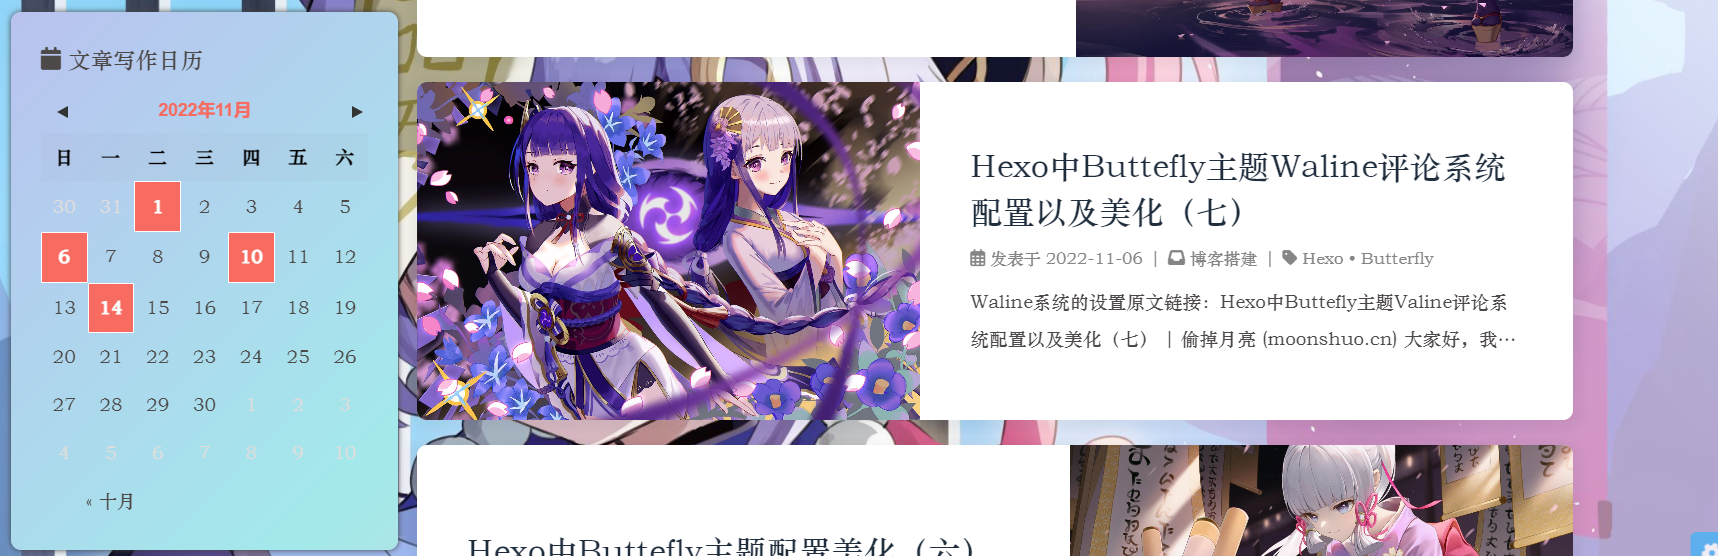 文章写作日历
2022年11月
日 一 二 三 四 五 六
30 31 1 2 3 4 5
6 7 8 9 10 11 12
13 14 15 16 17 18 19
20 21 22 23 24 25 26
27 28 29 30 1 2 3
4 5 6 7 8 9 10
« 十月
Hexo中Buttefly主题Waline评论系统
配置以及美化（七）
发表于 2022-11-06 | 博客搭建 | Hexo • Butterfly
Waline系统的设置原文链接：Hexo中Buttefly主题Valine评论系
统配置以及美化（七） | 偷掉月亮 (moonshuo.cn) 大家好，我…
Hexo中Buttefly主题配置美化（六）